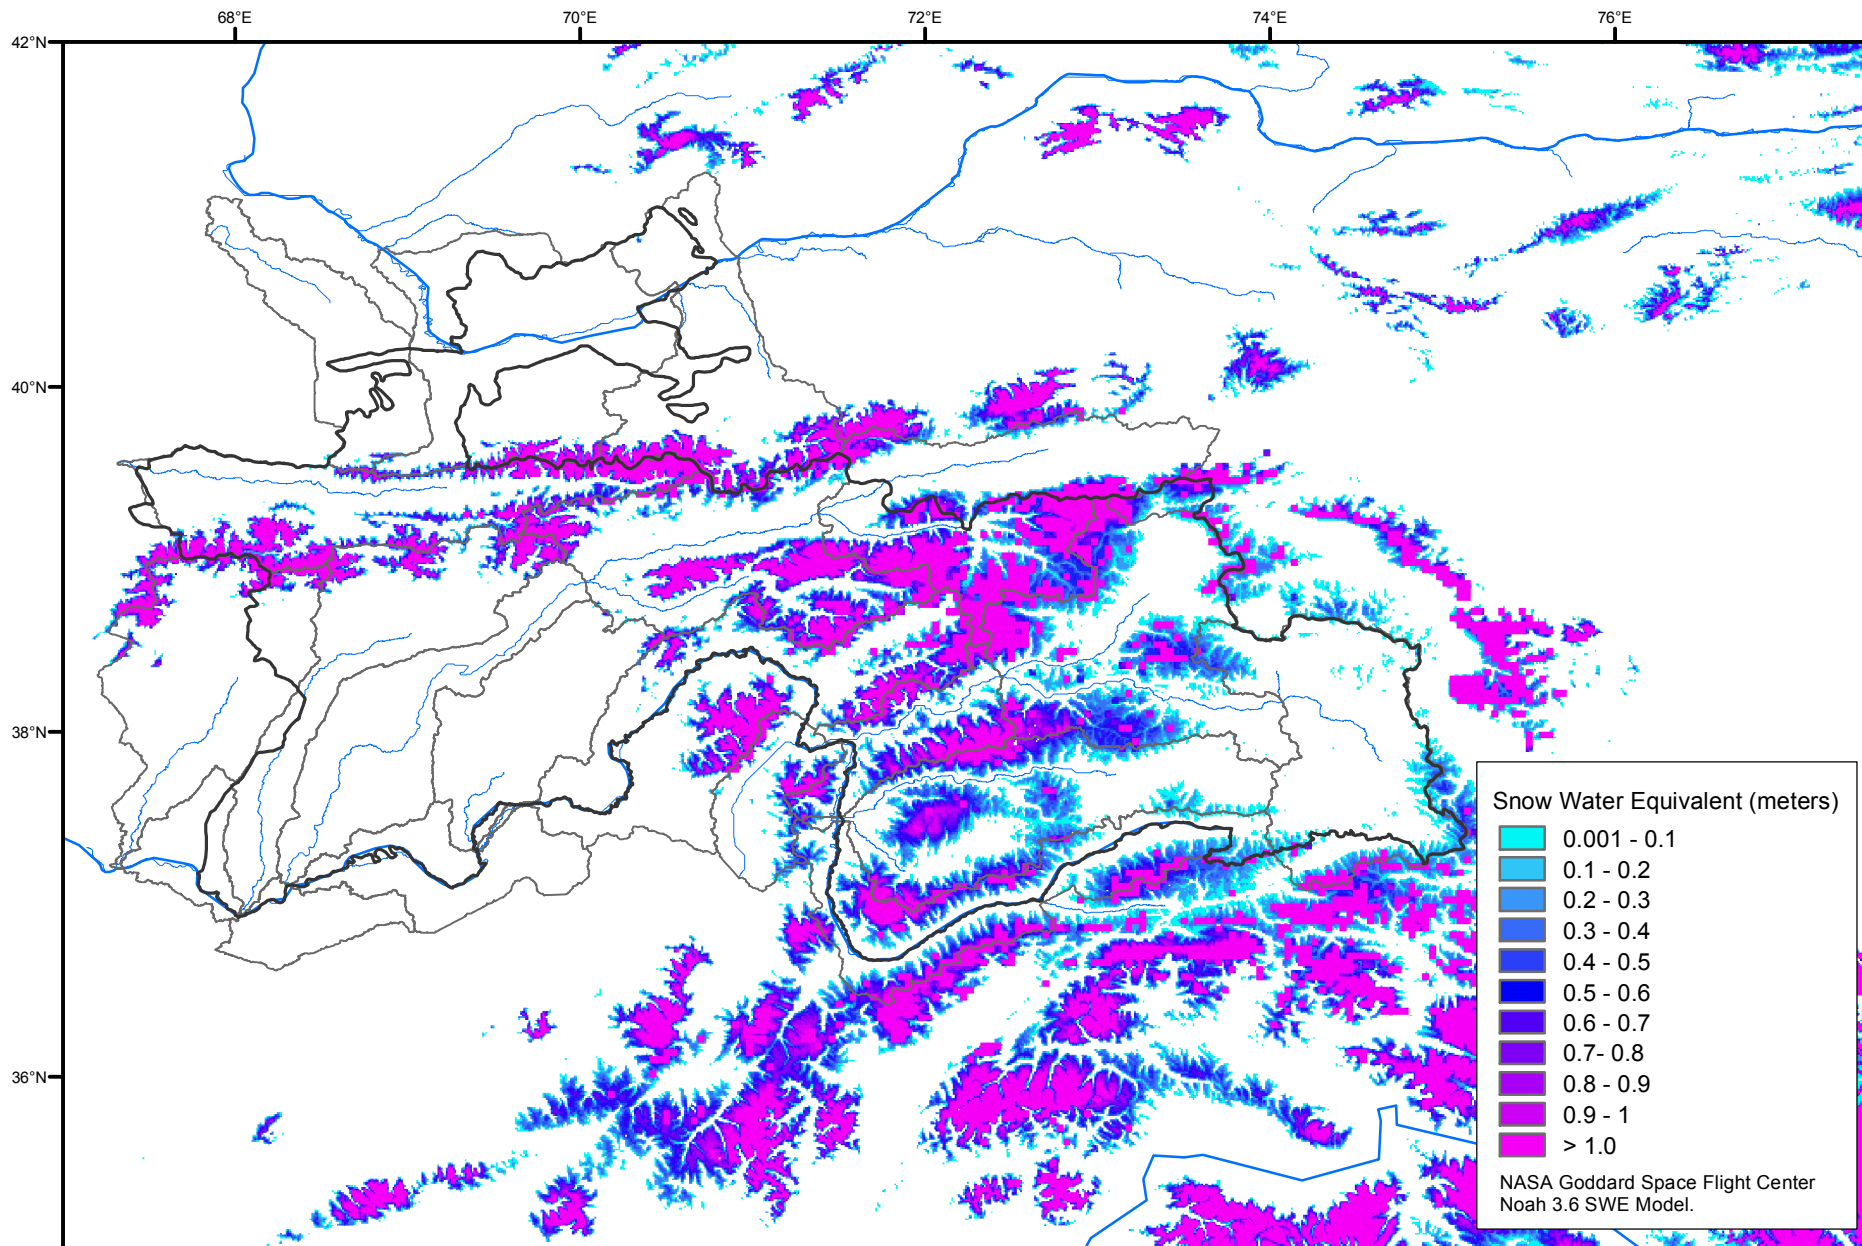 68°E
70°E
72°E
74°E
76°E
42°N
40°N
38°N
36°N
Snow Water Equivalent (meters)
0.001 - 0.1
0.1 - 0.2
0.2 - 0.3
0.3 - 0.4
0.4 - 0.5
0.5 - 0.6
0.6 - 0.7
0.7- 0.8
0.8 - 0.9
0.9 - 1
> 1.0
NASA Goddard Space Flight Center
Noah 3.6 SWE Model.